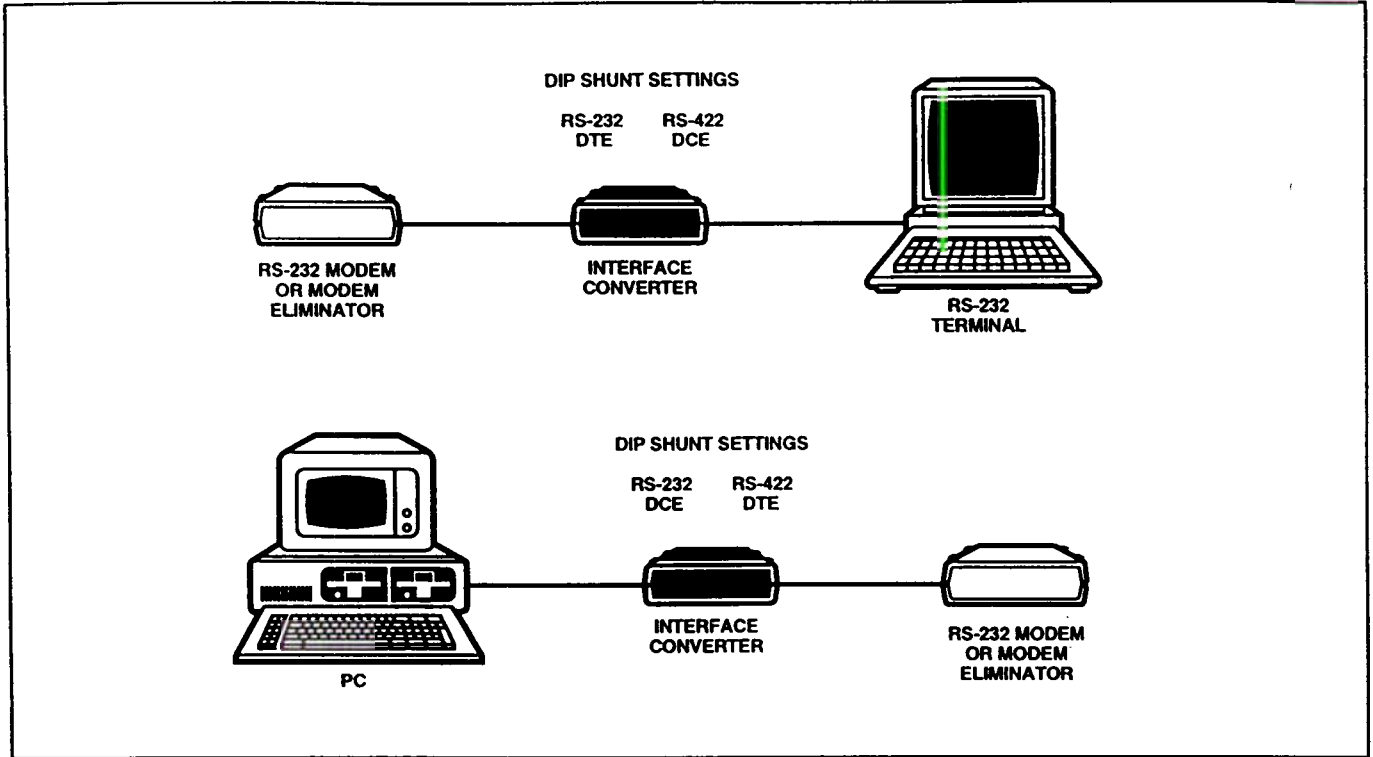 DIP SHUNT SETTINGS
RS-232 RS-422
DTE DCE
RS-232 MODEM
OR MODEM
ELIMINATOR
INTERFACE
CONVERTER
RS-232
TERMINAL
DIP SHUNT SETTINGS
RS-232 RS-422
DCE DTE
PC
INTERFACE
CONVERTER
RS-232 MODEM
OR MODEM
ELIMINATOR